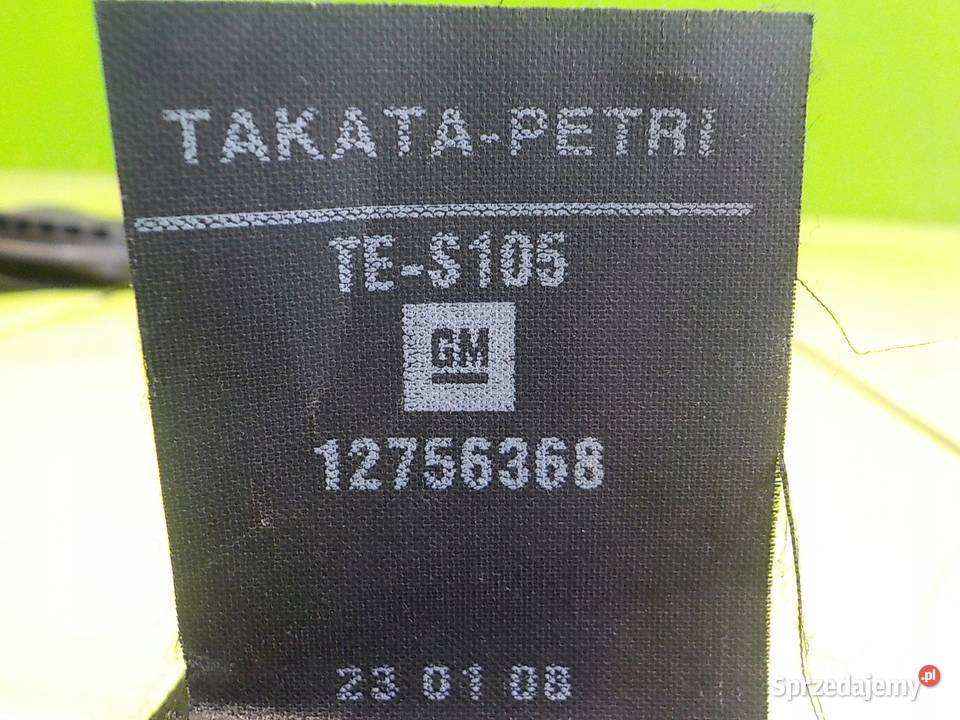 TAKATA-PETRI
TE-S105
GM
12756368
23 01 08
Sprzedajemy.pl